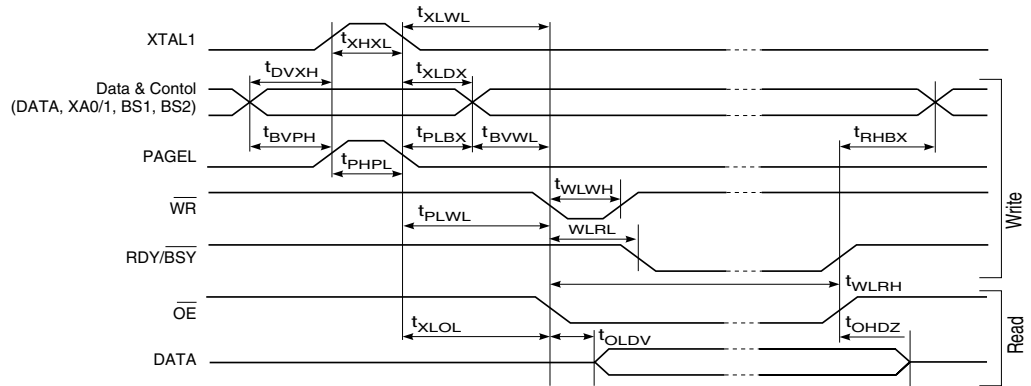 t_XLWL
XTAL1
t_XHXL
t_DVXH
t_XLDX
Data & Contol
(DATA, XA0/1, BS1, BS2)
t_BVPH
t_PLBX
t_BVWL
t_RHBX
PAGEL
t_PHPL
t_WLWH
WR
t_PLWL
WLRL
Write
RDY/BSY
t_WLRH
OE
t_XLOL
t_OLDV
t_OHDZ
Read
DATA